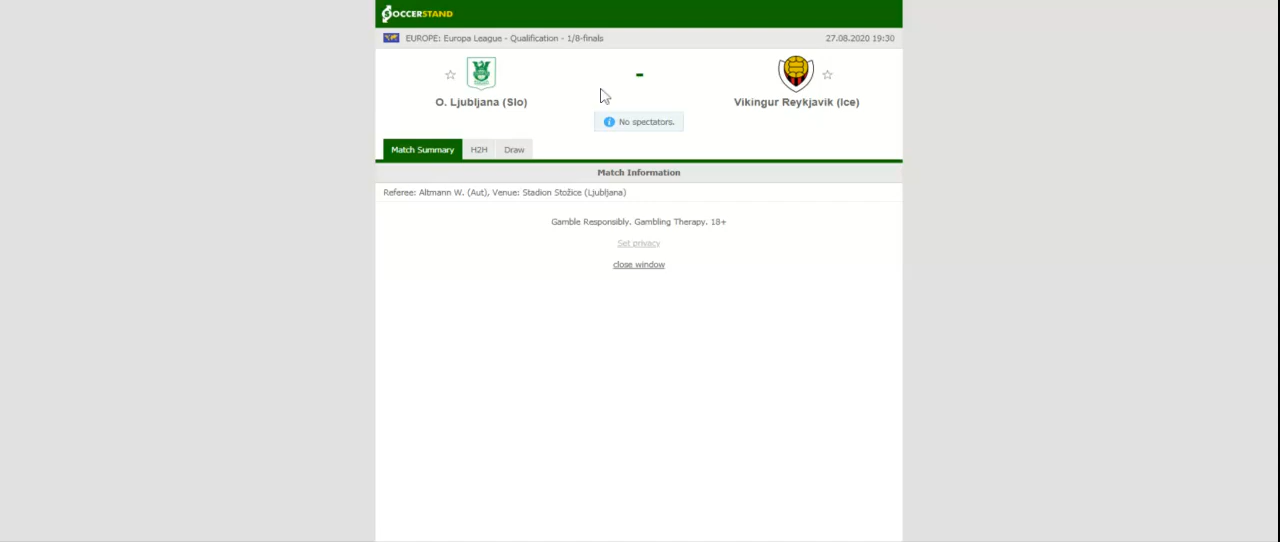 SOCCERSTAND
EUROPE: Europa League - Qualification - 1/8-finals 27.08.2020 19:30
-
O. Ljubljana (Slo) Vikingur Reykjavik (Ice)
No spectators.
Match Summary H2H Draw
Match Information
Referee: Altmann W. (Aut), Venue: Stadion Stožice (Ljubljana)
Gamble Responsibly. Gambling Therapy. 18+
Set privacy
close window